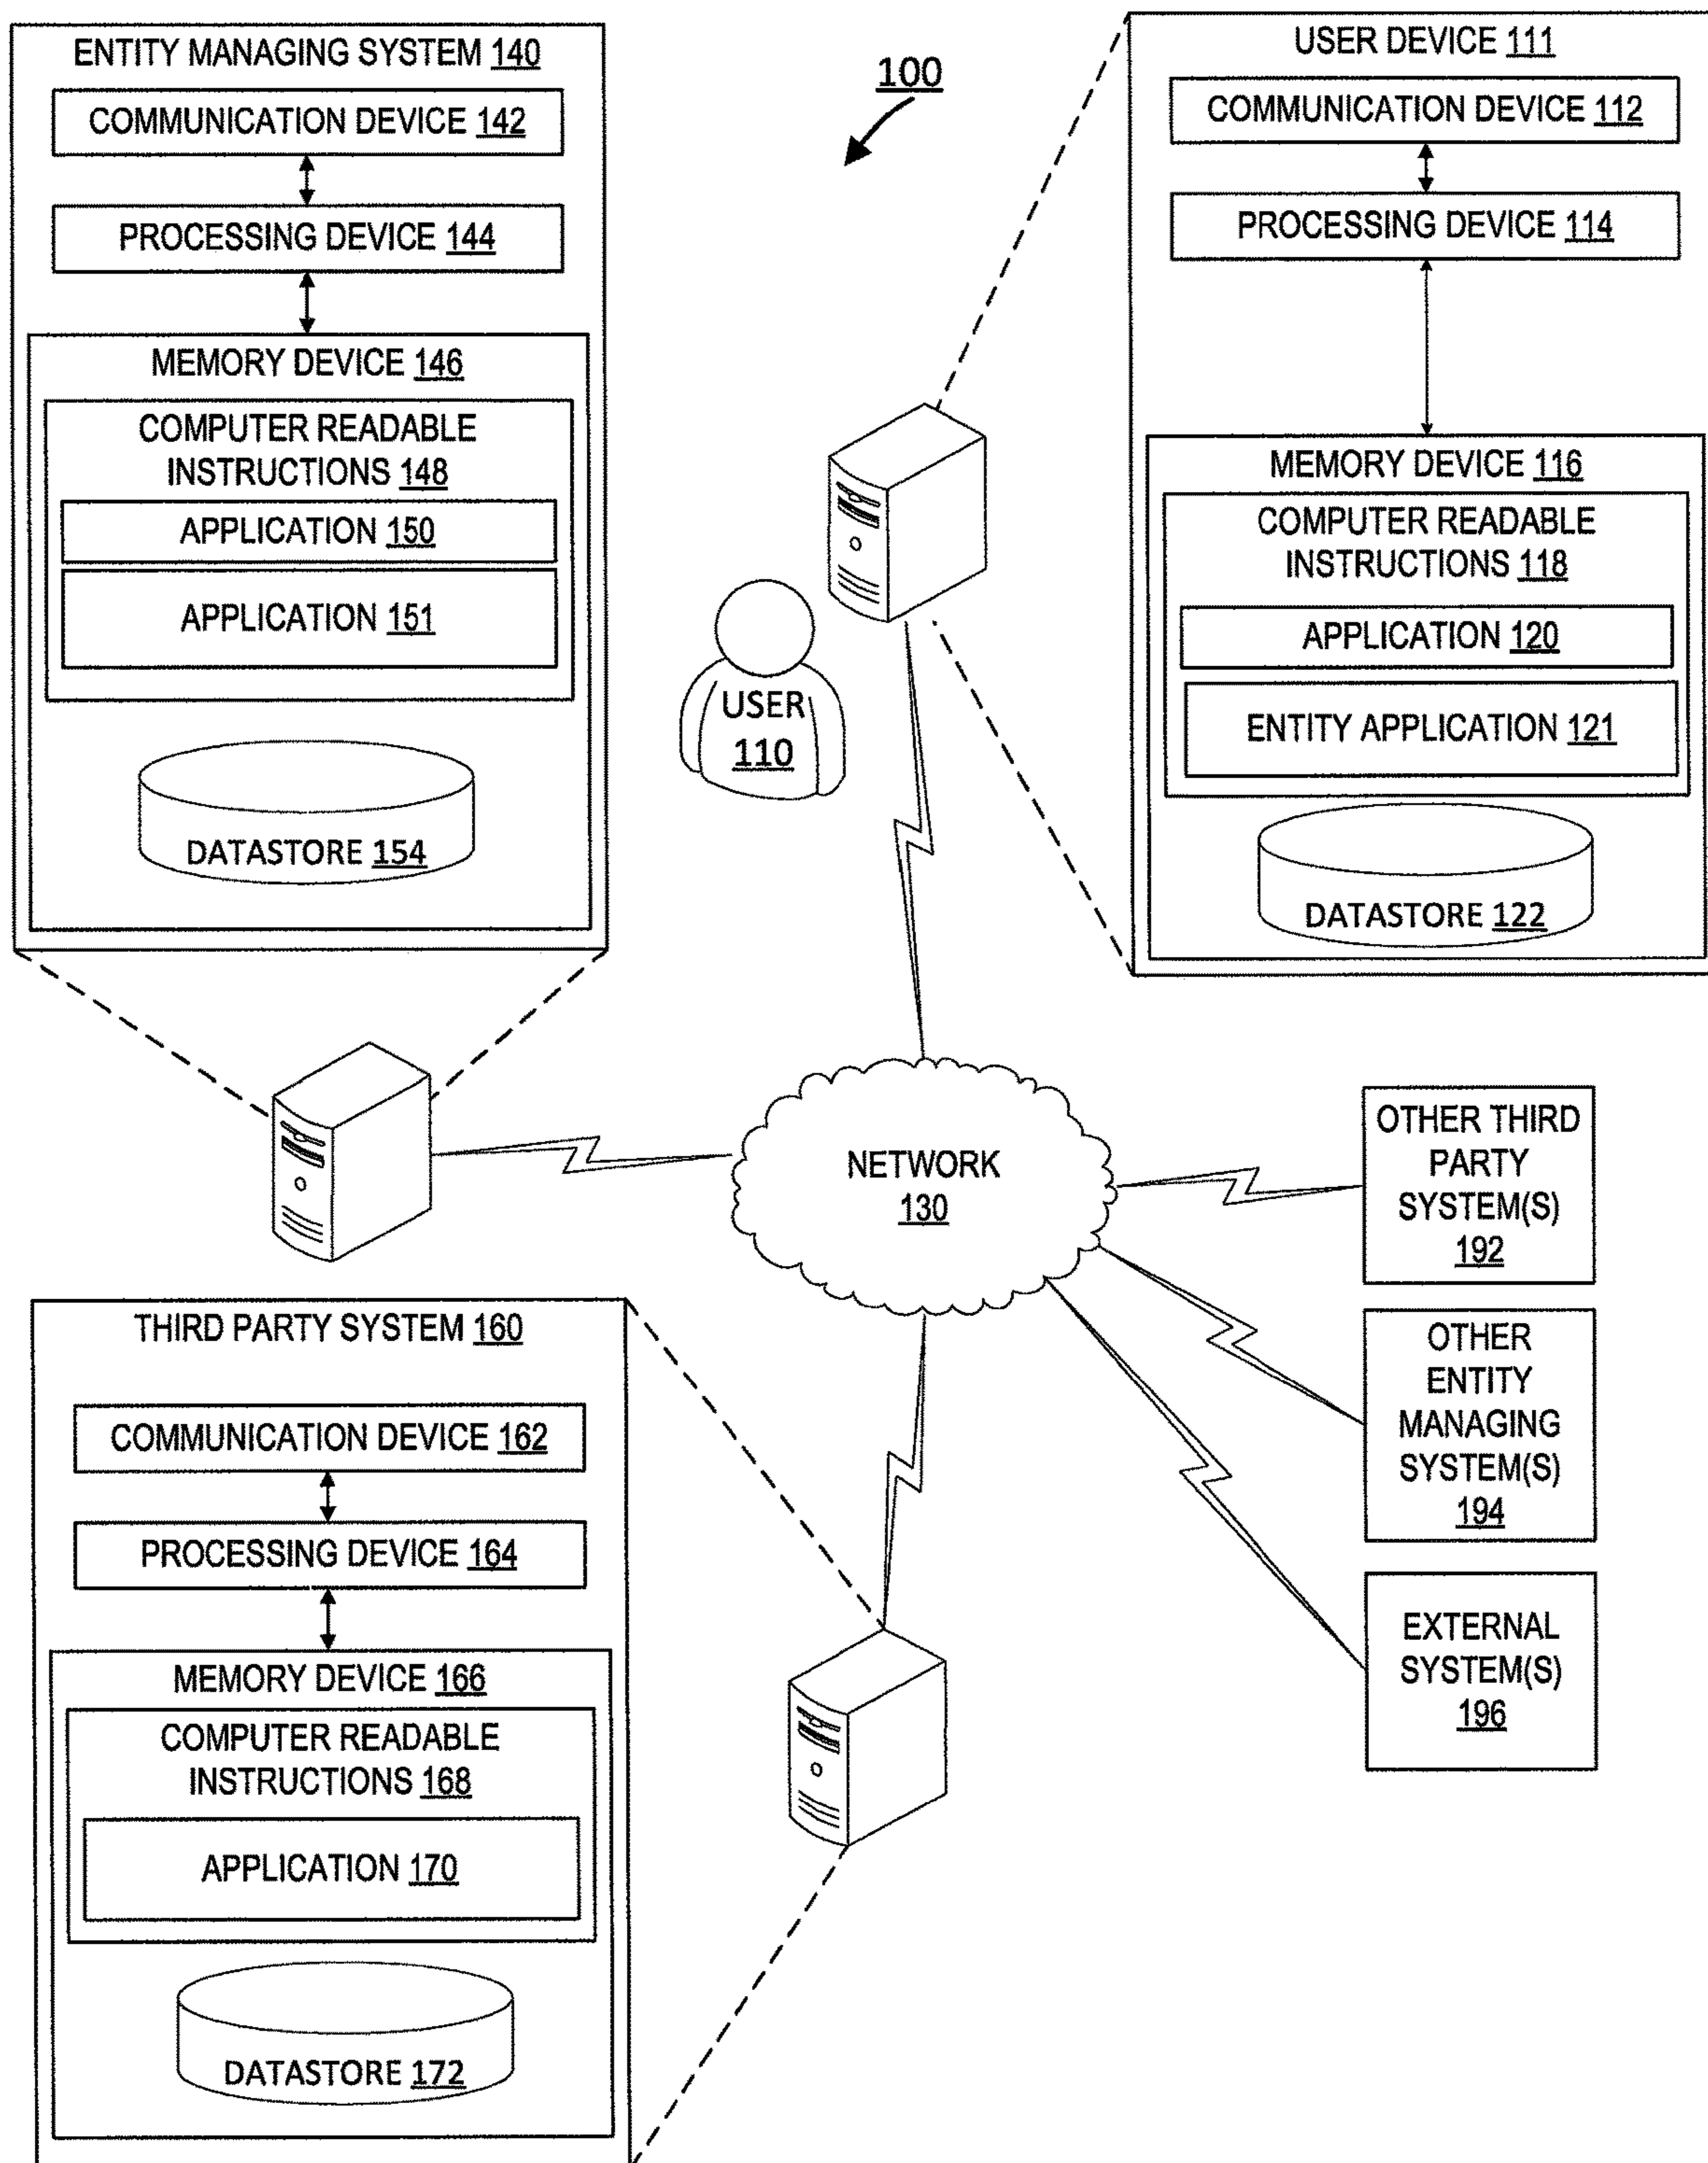 ENTITY MANAGING SYSTEM 140
COMMUNICATION DEVICE 142
PROCESSING DEVICE 144
MEMORY DEVICE 146
COMPUTER READABLE
INSTRUCTIONS 148
APPLICATION 150
APPLICATION 151
DATASTORE 154
100
USER DEVICE 111
COMMUNICATION DEVICE 112
PROCESSING DEVICE 114
MEMORY DEVICE 116
COMPUTER READABLE
INSTRUCTIONS 118
APPLICATION 120
ENTITY APPLICATION 121
DATASTORE 122
USER
110
NETWORK
130
OTHER THIRD
PARTY
SYSTEM(S)
192
OTHER
ENTITY
MANAGING
SYSTEM(S)
194
EXTERNAL
SYSTEM(S)
196
THIRD PARTY SYSTEM 160
COMMUNICATION DEVICE 162
PROCESSING DEVICE 164
MEMORY DEVICE 166
COMPUTER READABLE
INSTRUCTIONS 168
APPLICATION 170
DATASTORE 172